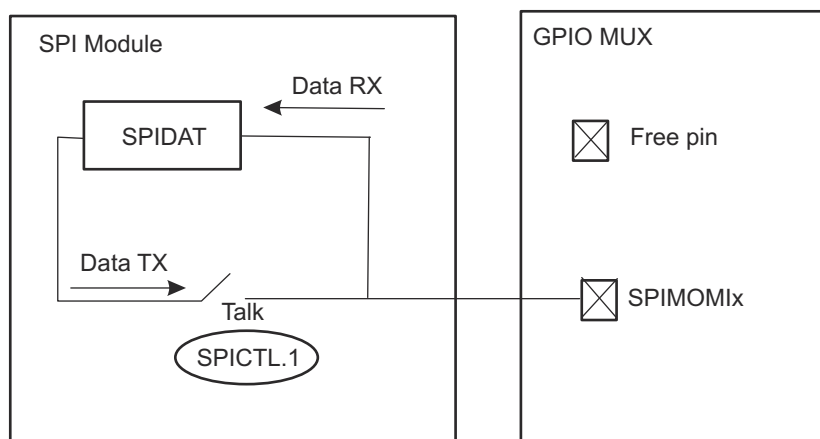 SPI Module
GPIO MUX
Data RX
SPIDAT
Free pin
Data TX
SPIMOMIx
Talk
SPICTL.1